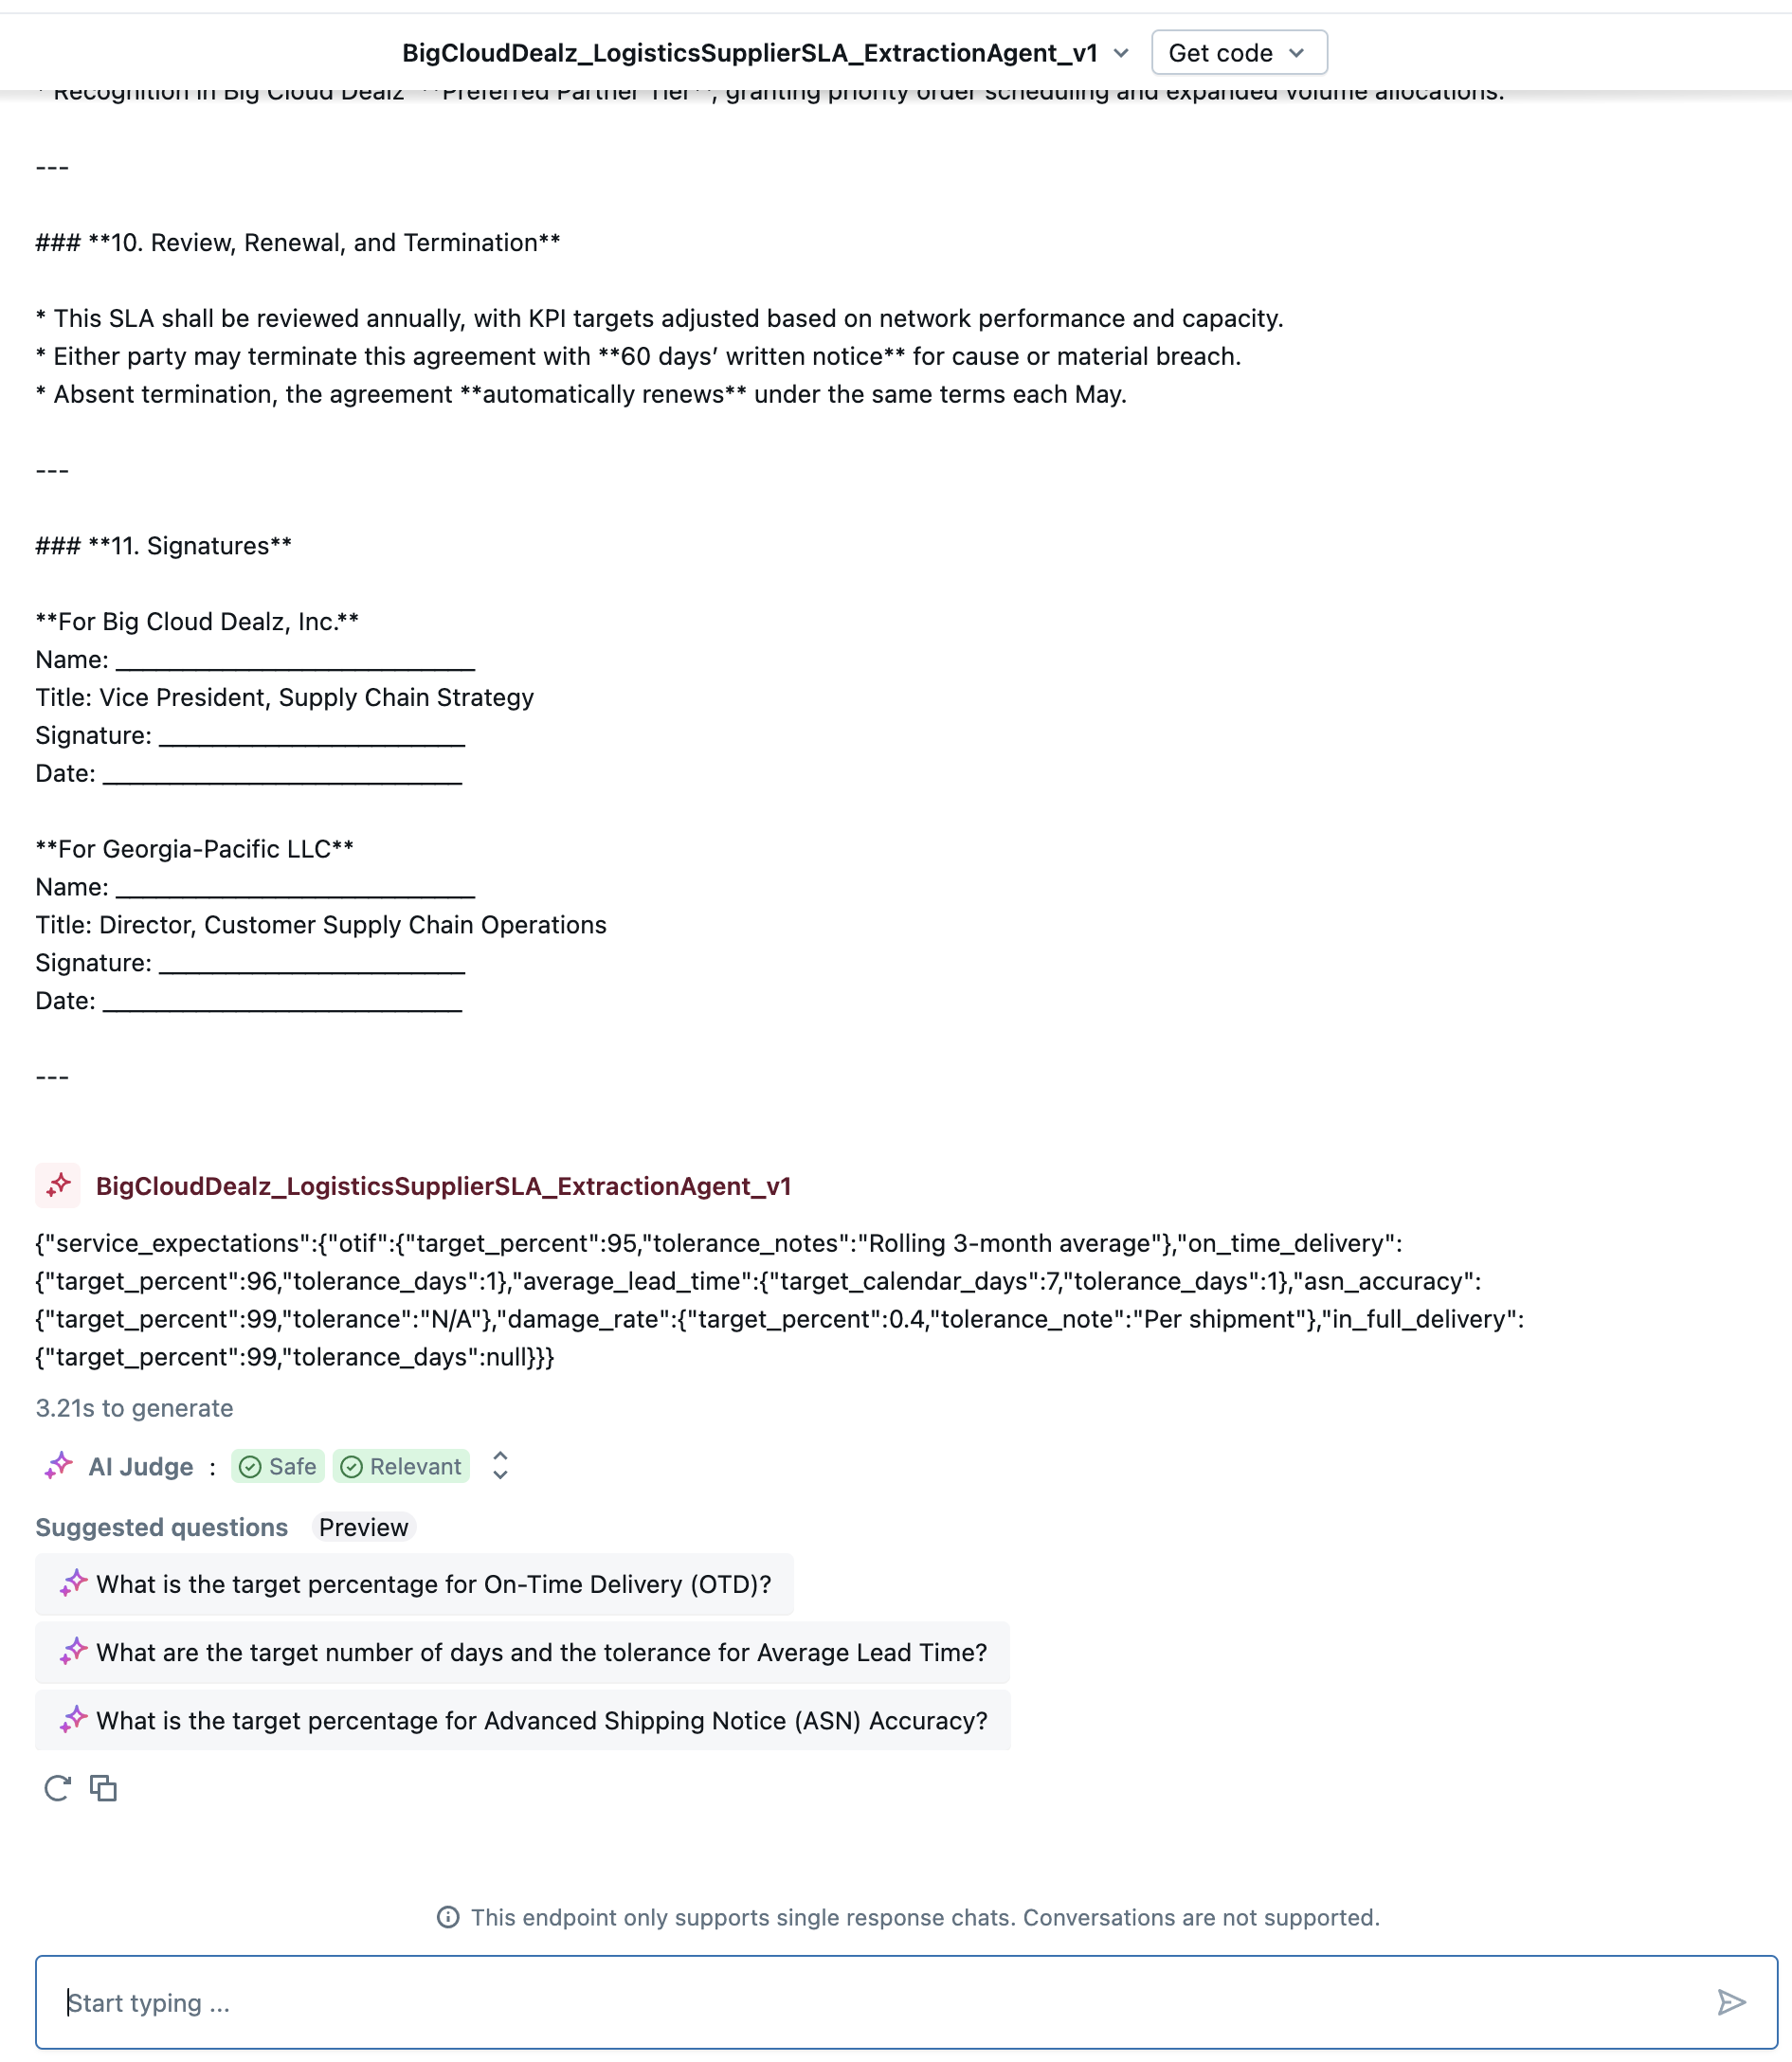 BigCloudDealz_LogisticsSupplierSLA_ExtractionAgent_v1
Get code
* Recognition in Big Cloud Dealz’ **Preferred Partner Tier**, granting priority order scheduling and expanded volume allocations.
---
### **10. Review, Renewal, and Termination**
* This SLA shall be reviewed annually, with KPI targets adjusted based on network performance and capacity.
* Either party may terminate this agreement with **60 days’ written notice** for cause or material breach.
* Absent termination, the agreement **automatically renews** under the same terms each May.
---
### **11. Signatures**
**For Big Cloud Dealz, Inc.**
Name: ___________________________
Title: Vice President, Supply Chain Strategy
Signature: _______________________
Date: ___________________________
**For Georgia-Pacific LLC**
Name: ___________________________
Title: Director, Customer Supply Chain Operations
Signature: _______________________
Date: ___________________________
---
BigCloudDealz_LogisticsSupplierSLA_ExtractionAgent_v1
{"service_expectations":{"otif":{"target_percent":95,"tolerance_notes":"Rolling 3-month average"},"on_time_delivery":
{"target_percent":96,"tolerance_days":1},"average_lead_time":{"target_calendar_days":7,"tolerance_days":1},"asn_accuracy":
{"target_percent":99,"tolerance":"N/A"},"damage_rate":{"target_percent":0.4,"tolerance_note":"Per shipment"},"in_full_delivery":
{"target_percent":99,"tolerance_days":null}}}
3.21s to generate
AI Judge : Safe Relevant
Suggested questions Preview
What is the target percentage for On-Time Delivery (OTD)?
What are the target number of days and the tolerance for Average Lead Time?
What is the target percentage for Advanced Shipping Notice (ASN) Accuracy?
This endpoint only supports single response chats. Conversations are not supported.
Start typing ...